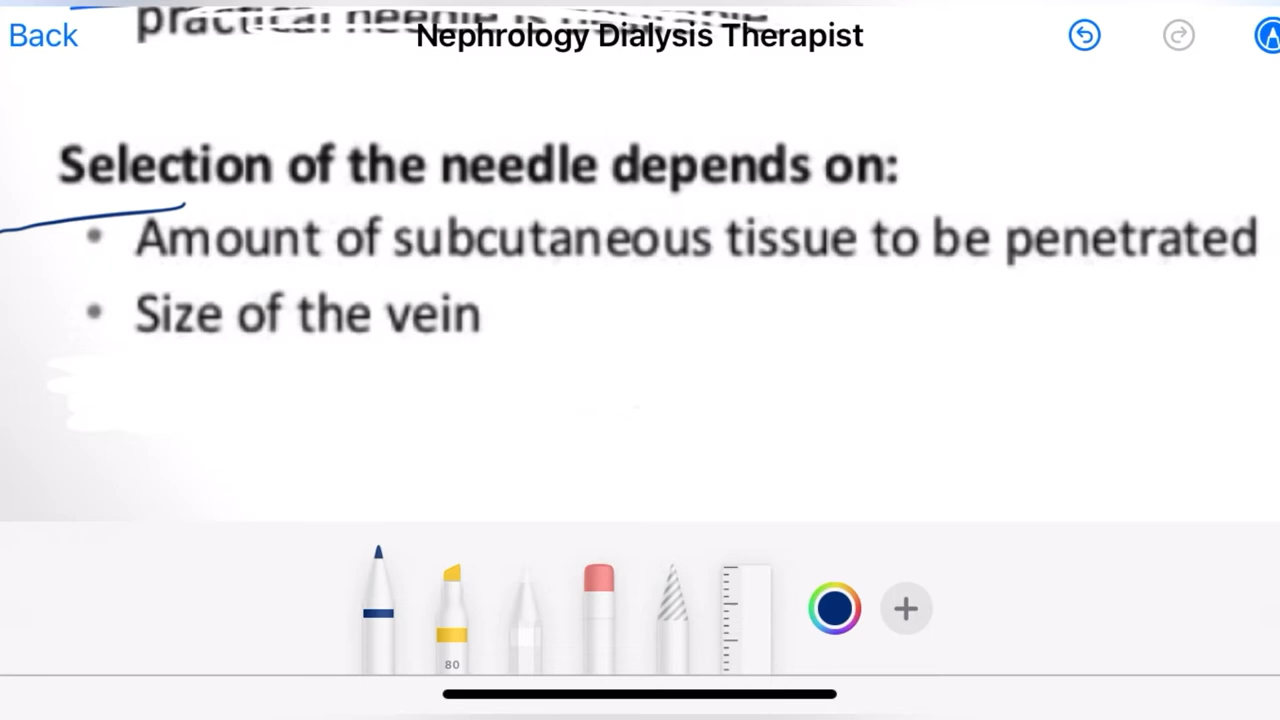 practical needle is desirable
Back
Nephrology Dialysis Therapist
Selection of the needle depends on:
• Amount of subcutaneous tissue to be penetrated
• Size of the vein
80